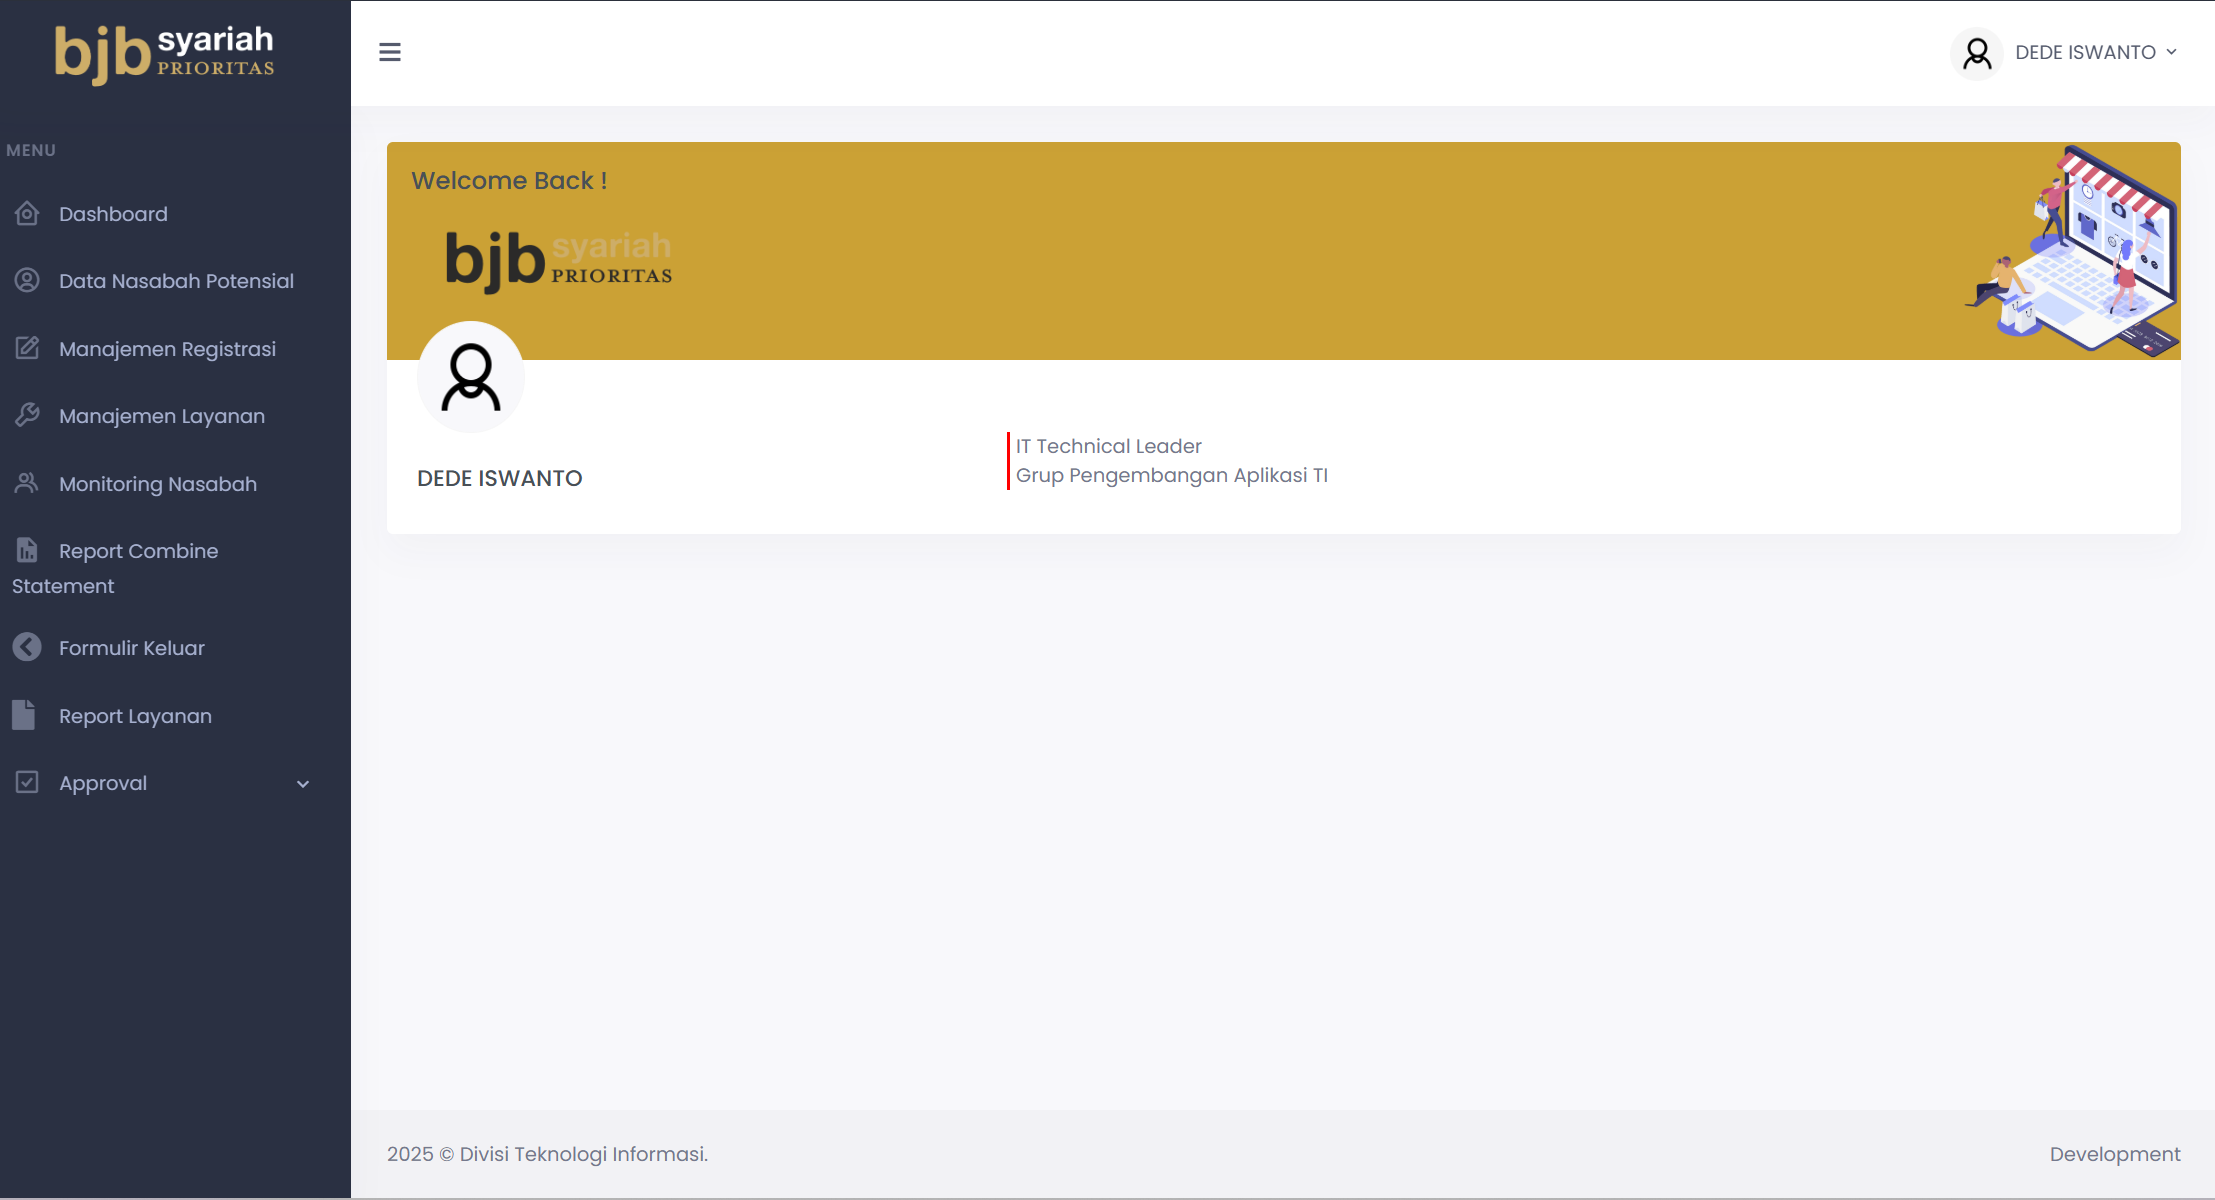 bjb syariah
PRIORITAS
DEDE ISWANTO
MENU
Dashboard
Data Nasabah Potensial
Manajemen Registrasi
Manajemen Layanan
Monitoring Nasabah
Report Combine
Statement
Formulir Keluar
Report Layanan
Approval
Welcome Back !
bjb syariah
PRIORITAS
DEDE ISWANTO
IT Technical Leader
Grup Pengembangan Aplikasi TI
2025 © Divisi Teknologi Informasi.
Development